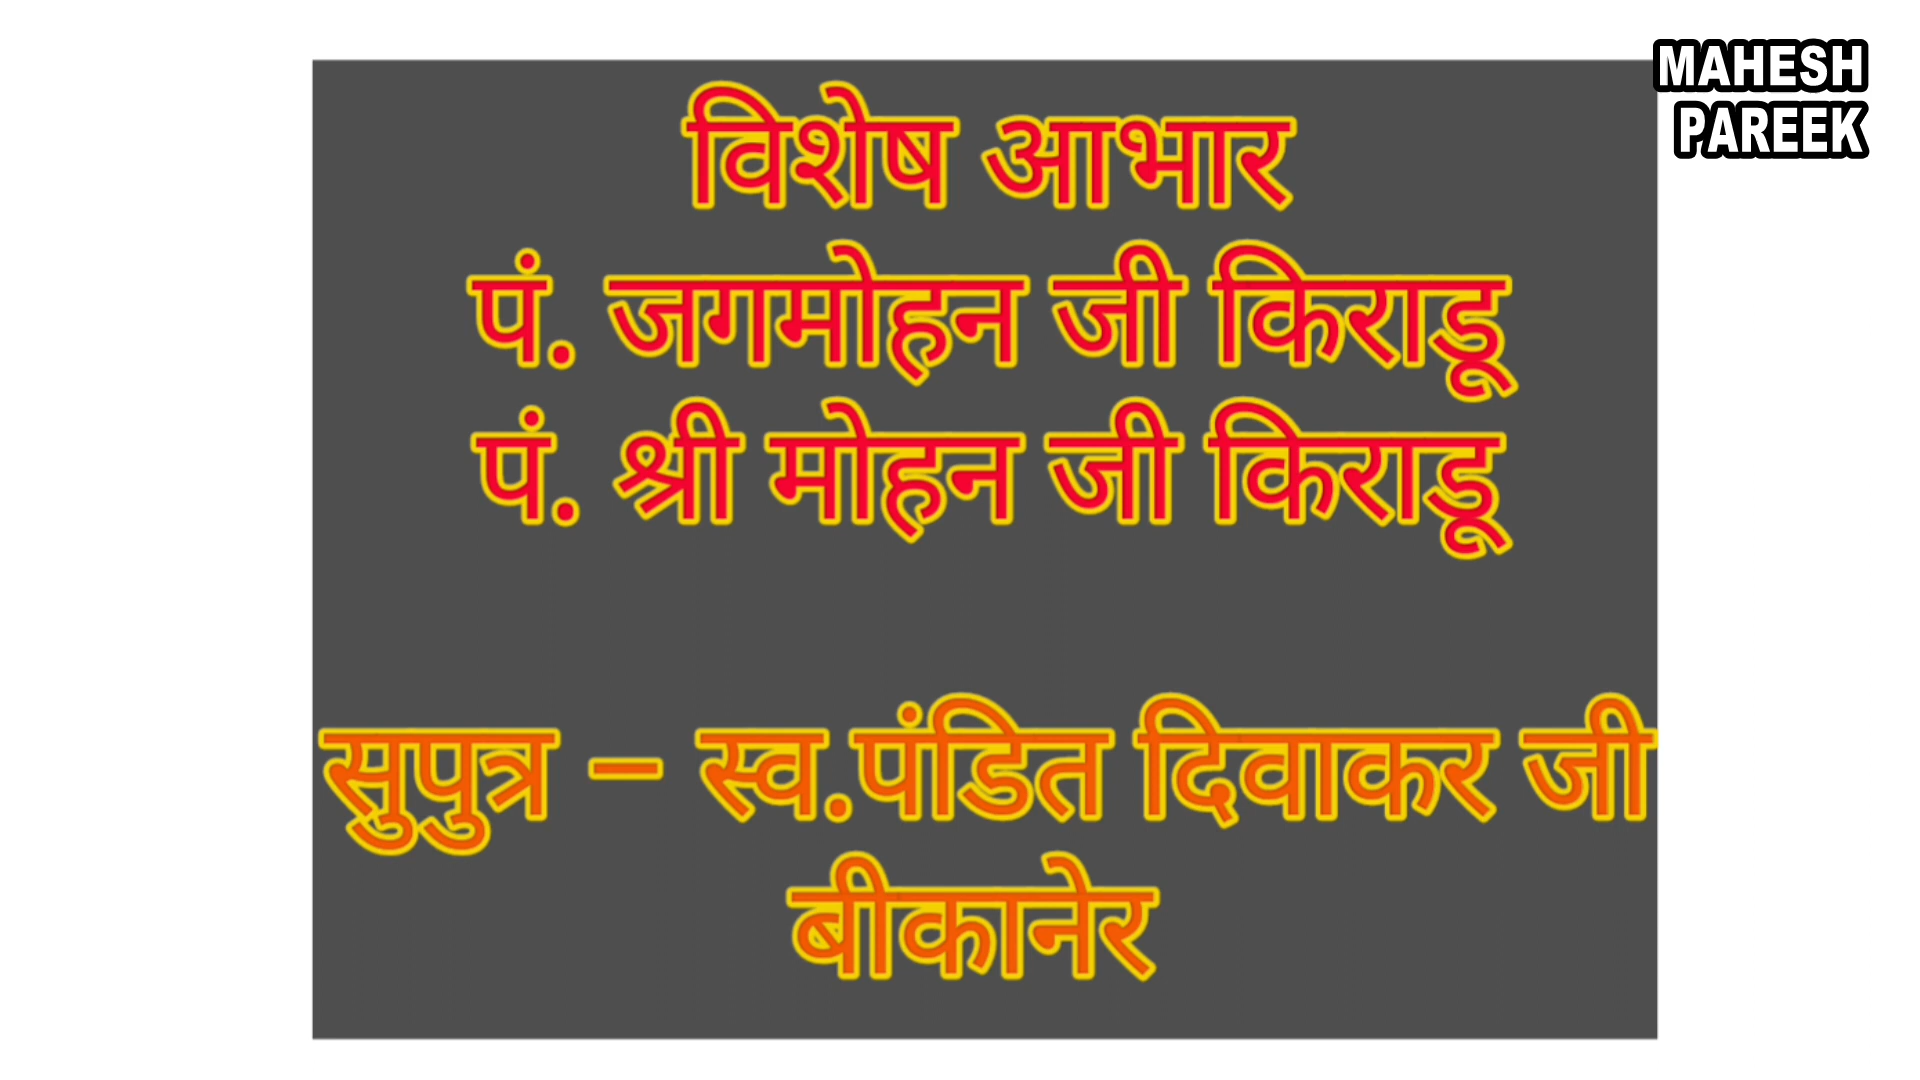 विशेष आभार
पं. जगमोहन जी किराडू
पं. श्री मोहन जी किराडू
सुपुत्र – स्व.पंडित दिवाकर जी
बीकानेर
MAHESH
PAREEK